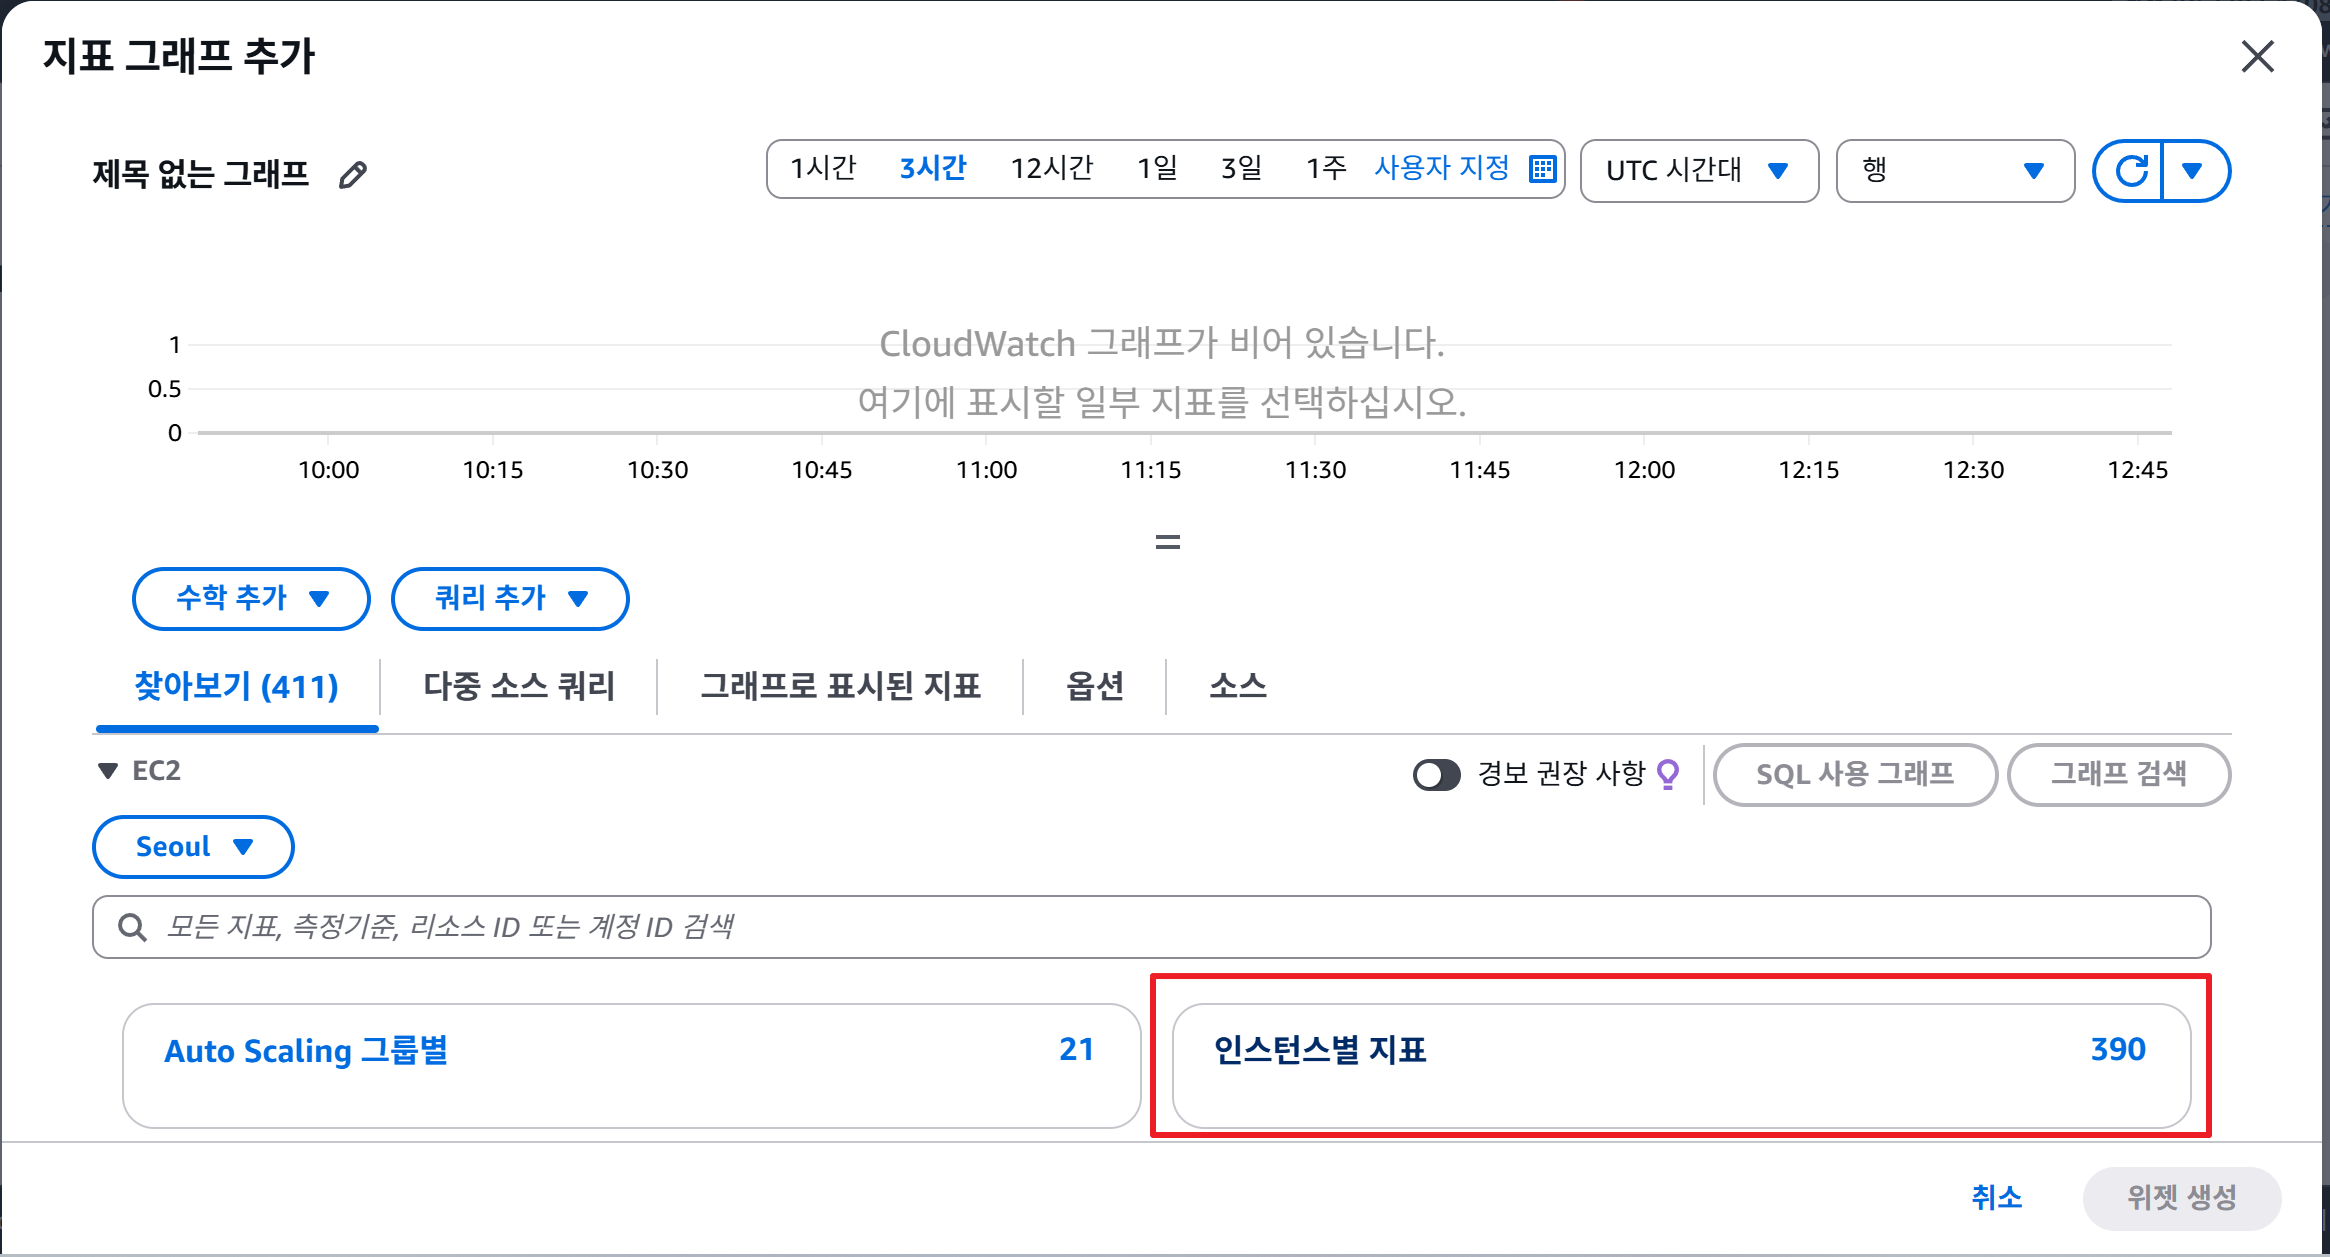 지표 그래프 추가
제목 없는 그래프
1시간 3시간 12시간 1일 3일 1주 사용자 지정
UTC 시간대
행
CloudWatch 그래프가 비어 있습니다.
여기에 표시할 일부 지표를 선택하십시오.
1
0.5
0
10:00 10:15 10:30 10:45 11:00 11:15 11:30 11:45 12:00 12:15 12:30 12:45
수학 추가 쿼리 추가
찾아보기 (411) 다중 소스 쿼리 그래프로 표시된 지표 옵션 소스
EC2
경보 권장 사항 SQL 사용 그래프 그래프 검색
Seoul
모든 지표, 측정기준, 리소스 ID 또는 계정 ID 검색
Auto Scaling 그룹별 21
인스턴스별 지표 390
취소 위젯 생성